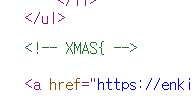 </ul>
<!-- XMAS{ -->
<a href="https://enki